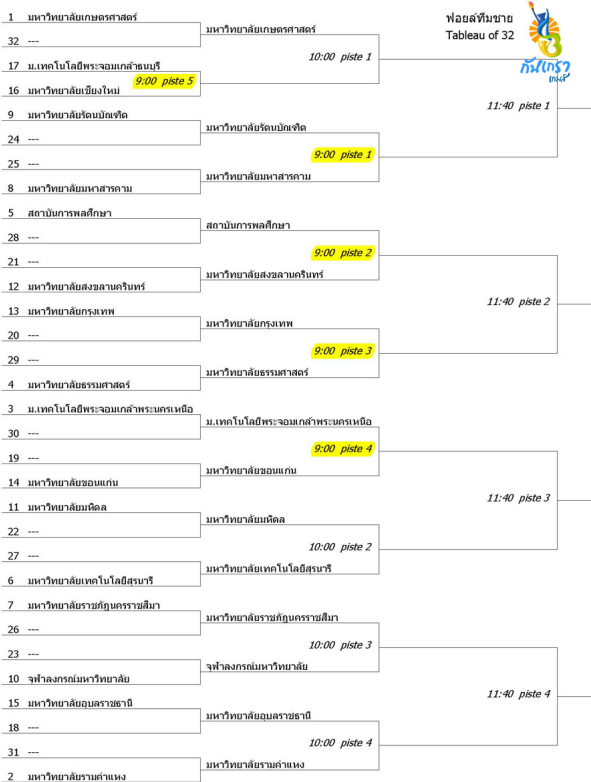 ฟอยล์ทีมชาย
Tableau of 32
กันเกรา
เกมส์
1 มหาวิทยาลัยเกษตรศาสตร์
มหาวิทยาลัยเกษตรศาสตร์
32 ---
10:00 piste 1
17 ม.เทคโนโลยีพระจอมเกล้าธนบุรี
9:00 piste 5
16 มหาวิทยาลัยเชียงใหม่
11:40 piste 1
9 มหาวิทยาลัยรัตนบัณฑิต
มหาวิทยาลัยรัตนบัณฑิต
24 ---
9:00 piste 1
25 ---
มหาวิทยาลัยมหาสารคาม
8 มหาวิทยาลัยมหาสารคาม
5 สถาบันการพลศึกษา
สถาบันการพลศึกษา
28 ---
9:00 piste 2
21 ---
มหาวิทยาลัยสงขลานครินทร์
12 มหาวิทยาลัยสงขลานครินทร์
11:40 piste 2
13 มหาวิทยาลัยกรุงเทพ
มหาวิทยาลัยกรุงเทพ
20 ---
9:00 piste 3
29 ---
มหาวิทยาลัยธรรมศาสตร์
4 มหาวิทยาลัยธรรมศาสตร์
3 ม.เทคโนโลยีพระจอมเกล้าพระนครเหนือ
ม.เทคโนโลยีพระจอมเกล้าพระนครเหนือ
30 ---
9:00 piste 4
19 ---
มหาวิทยาลัยขอนแก่น
14 มหาวิทยาลัยขอนแก่น
11:40 piste 3
11 มหาวิทยาลัยมหิดล
มหาวิทยาลัยมหิดล
22 ---
10:00 piste 2
27 ---
มหาวิทยาลัยเทคโนโลยีสุรนารี
6 มหาวิทยาลัยเทคโนโลยีสุรนารี
7 มหาวิทยาลัยราชภัฏนครราชสีมา
มหาวิทยาลัยราชภัฏนครราชสีมา
26 ---
10:00 piste 3
23 ---
จุฬาลงกรณ์มหาวิทยาลัย
10 จุฬาลงกรณ์มหาวิทยาลัย
11:40 piste 4
15 มหาวิทยาลัยอุบลราชธานี
มหาวิทยาลัยอุบลราชธานี
18 ---
10:00 piste 4
31 ---
มหาวิทยาลัยรามคำแหง
2 มหาวิทยาลัยรามคำแหง